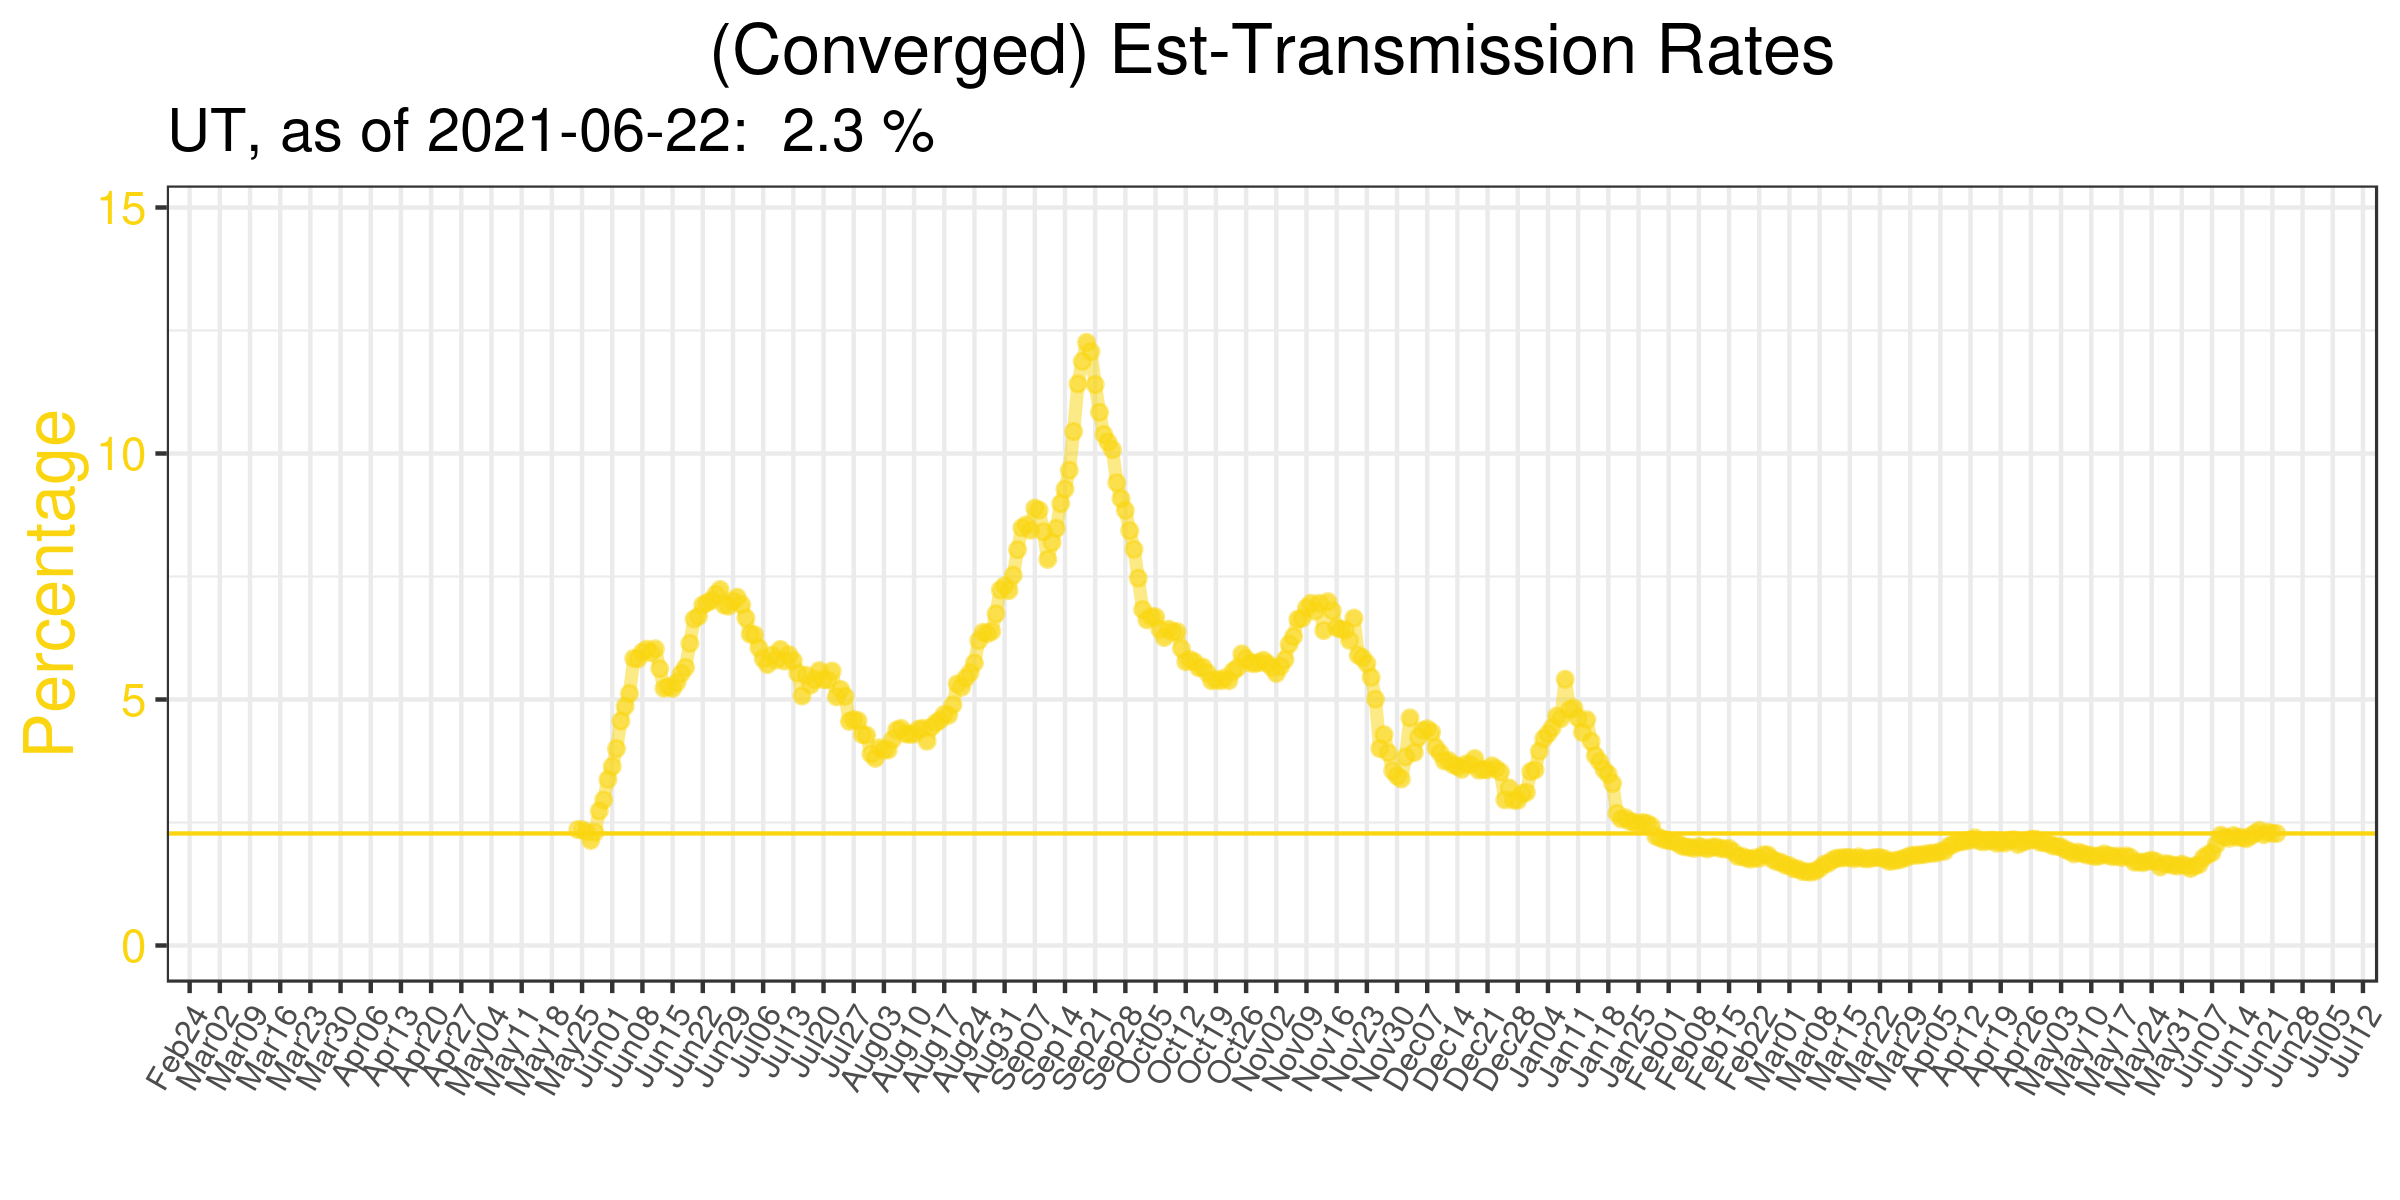 (Converged) Est-Transmission Rates
UT, as of 2021-06-22: 2.3 %
Percentage
15
10
5
0
Feb24
Mar02
Mar09
Mar16
Mar23
Mar30
Apr06
Apr13
Apr20
Apr27
May04
May11
May18
May25
Jun01
Jun08
Jun15
Jun22
Jun29
Jul06
Jul13
Jul20
Jul27
Aug03
Aug10
Aug17
Aug24
Aug31
Sep07
Sep14
Sep21
Sep28
Oct05
Oct12
Oct19
Oct26
Nov02
Nov09
Nov16
Nov23
Nov30
Dec07
Dec14
Dec21
Dec28
Dec04
Jan11
Jan18
Jan25
Feb01
Feb08
Feb15
Feb22
Mar01
Mar08
Mar15
Mar22
Mar29
Apr05
Apr12
Apr19
Apr26
May03
May10
May17
May24
May31
May07
Jun14
Jun21
Jun28
Jul05
Jul12